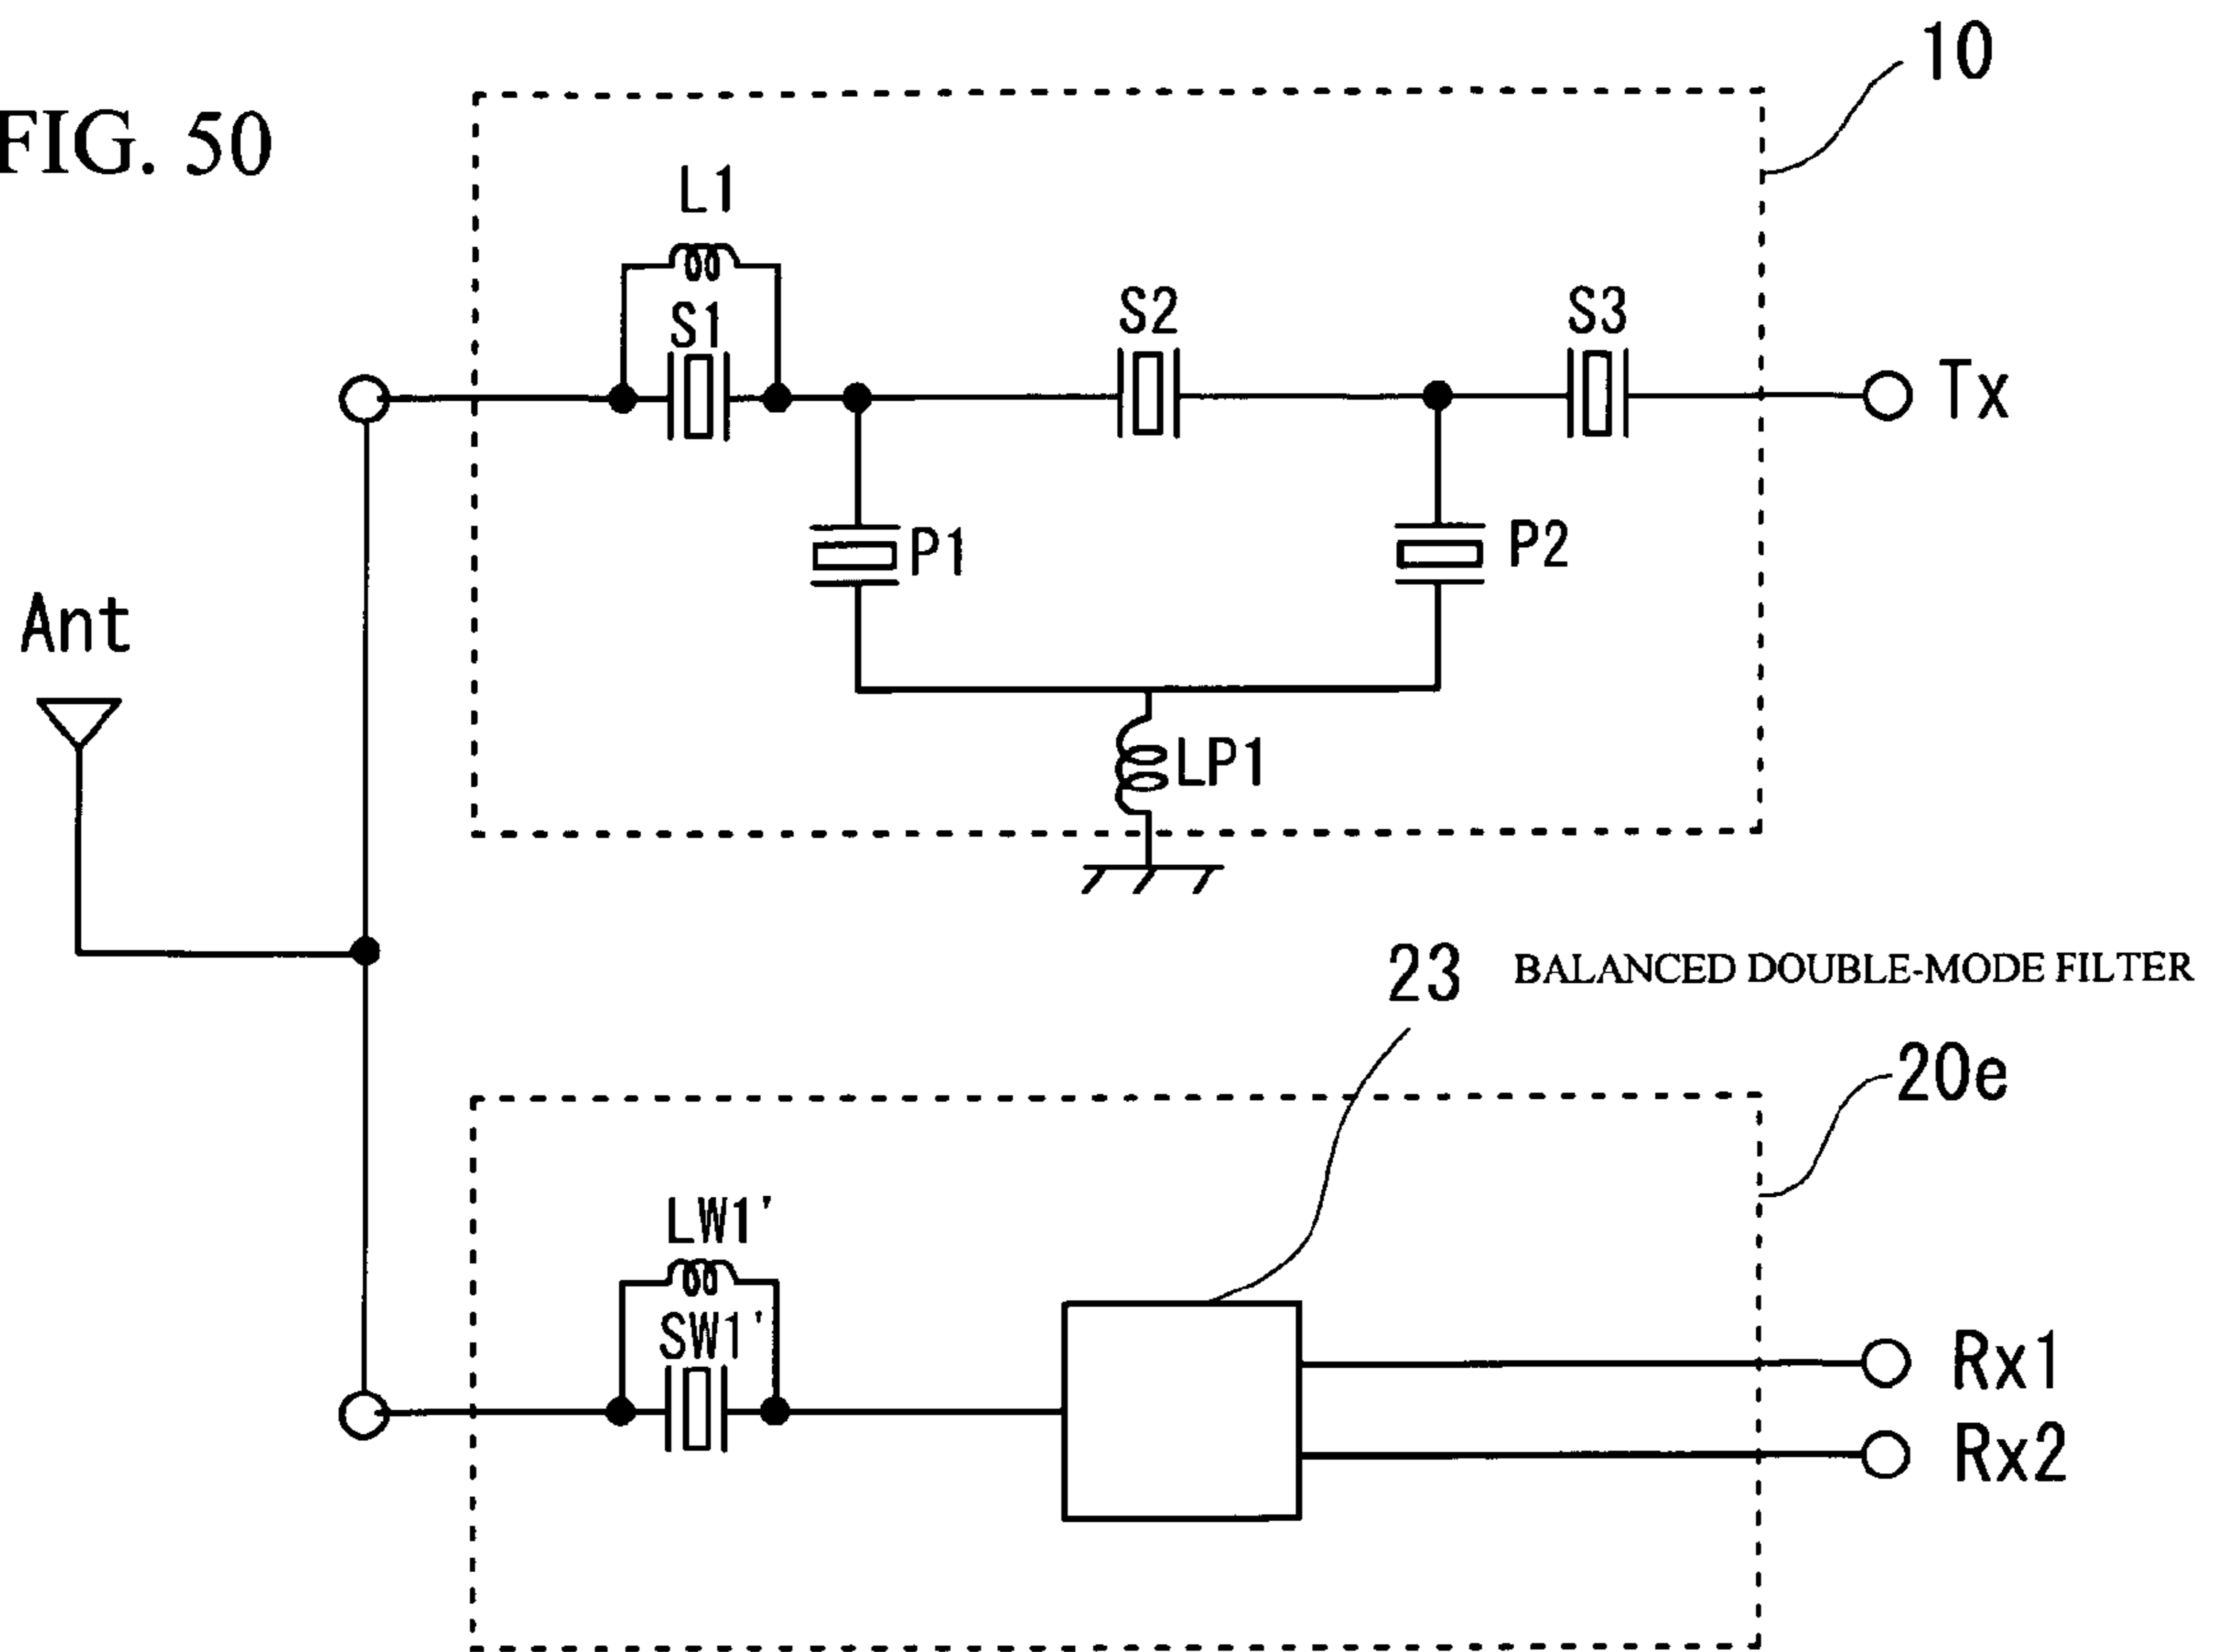 FIG. 50
10
L1
S1
S2
S3
Tx
P1
P2
Ant
LP1
23 BALANCED DOUBLE-MODE FILTER
20e
LW1'
SW1'
Rx1
Rx2